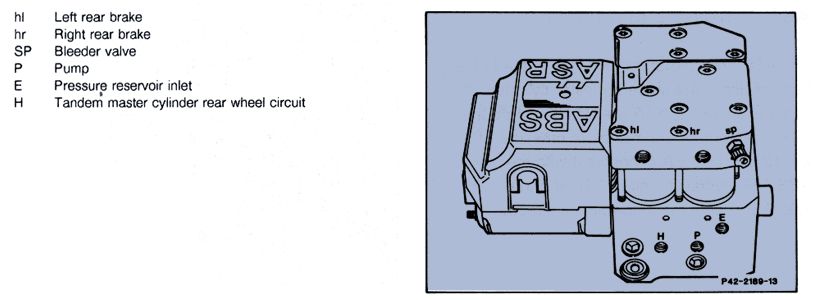 hl Left rear brake
hr Right rear brake
SP Bleeder valve
P Pump
E Pressure reservoir inlet
H Tandem master cylinder rear wheel circuit
ASR
ABS
hl hr sp
E
H P
P42-2189-13